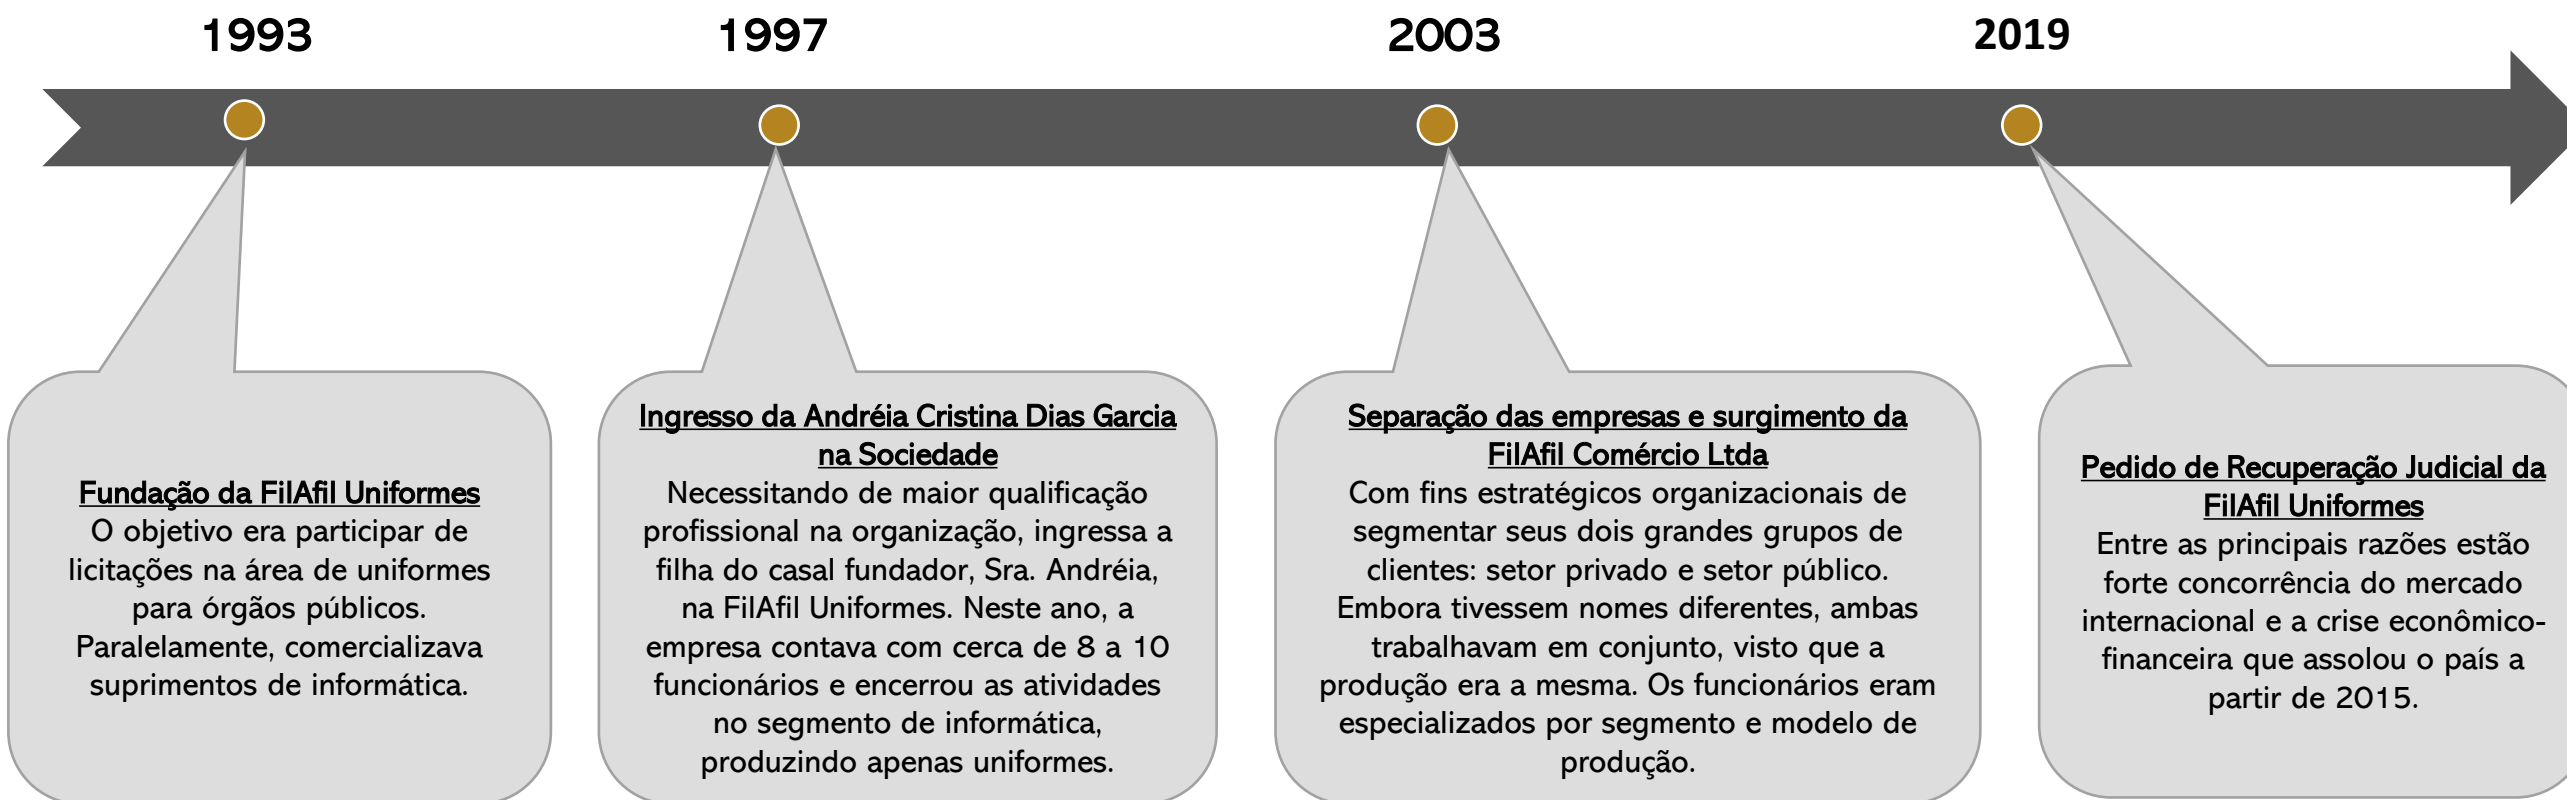 1993
Fundação da FilAfil Uniformes
O objetivo era participar de
licitações na área de uniformes
para órgãos públicos.
Paralelamente, comercializava
suprimentos de informática.
1997
Ingresso da Andréia Cristina Dias Garcia
na Sociedade
Necessitando de maior qualificação
profissional na organização, ingressa a
filha do casal fundador, Sra. Andréia,
na FilAfil Uniformes. Neste ano, a
empresa contava com cerca de 8 a 10
funcionários e encerrou as atividades
no segmento de informática,
produzindo apenas uniformes.
2003
Separação das empresas e surgimento da
FilAfil Comércio Ltda
Com fins estratégicos organizacionais de
segmentar seus dois grandes grupos de
clientes: setor privado e setor público.
Embora tivessem nomes diferentes, ambas
trabalhavam em conjunto, visto que a
produção era a mesma. Os funcionários eram
especializados por segmento e modelo de
produção.
2019
Pedido de Recuperação Judicial da
FilAfil Uniformes
Entre as principais razões estão
forte concorrência do mercado
internacional e a crise econômico-
financeira que assolou o país a
partir de 2015.